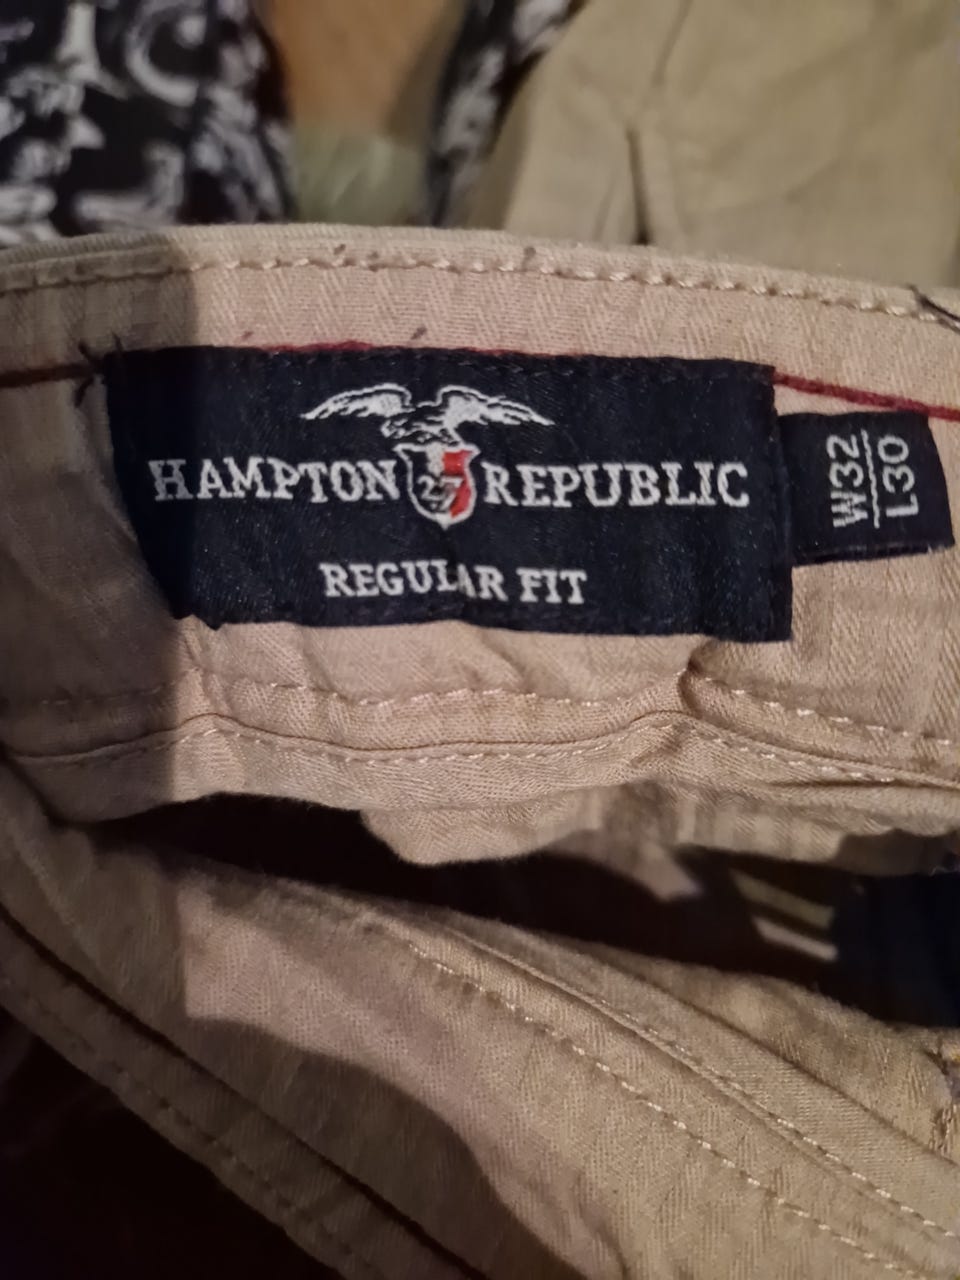 HAMPTON 27 REPUBLIC
REGULAR FIT
W32
L30